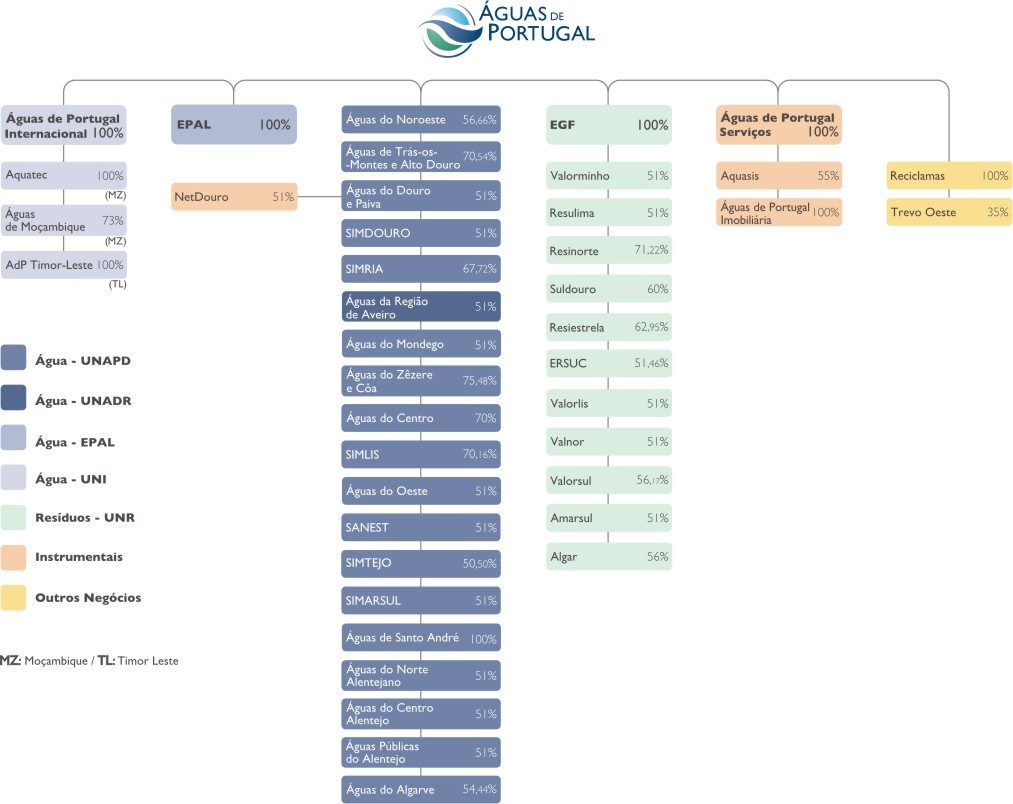 ÁGUAS DE
PORTUGAL
Águas de Portugal
Internacional 100%
Aquatec 100%
(MZ)
Águas
de Moçambique 73%
(MZ)
AdP Timor-Leste 100%
(TL)
EPAL 100%
NetDouro 51%
Águas do Noroeste 56,66%
Águas de Trás-os-
-Montes e Alto Douro 70,54%
Águas do Douro
e Paiva 51%
SIMDOURO 51%
SIMRIA 67,72%
Águas da Região
de Aveiro 51%
Águas do Mondego 51%
Águas do Zêzere
e Côa 75,48%
Águas do Centro 70%
SIMLIS 70,16%
Águas do Oeste 51%
SANEST 51%
SIMTEJO 50,50%
SIMARSUL 51%
Águas de Santo André 100%
Águas do Norte
Alentejano 51%
Águas do Centro
Alentejo 51%
Águas Públicas
do Alentejo 51%
Águas do Algarve 54,44%
EGF 100%
Valorminho 51%
Resulima 51%
Resinorte 71,22%
Suldouro 60%
Resiestrela 62,95%
ERSUC 51,46%
Valorlis 51%
Valnor 51%
Valorsul 56,17%
Amarsul 51%
Algar 56%
Águas de Portugal
Serviços 100%
Aquasis 55%
Águas de Portugal
Imobiliária 100%
Reciclamas 100%
Trevo Oeste 35%
Água - UNAPD
Água - UNADR
Água - EPAL
Água - UNI
Resíduos - UNR
Instrumentais
Outros Negócios
MZ: Moçambique / TL: Timor Leste